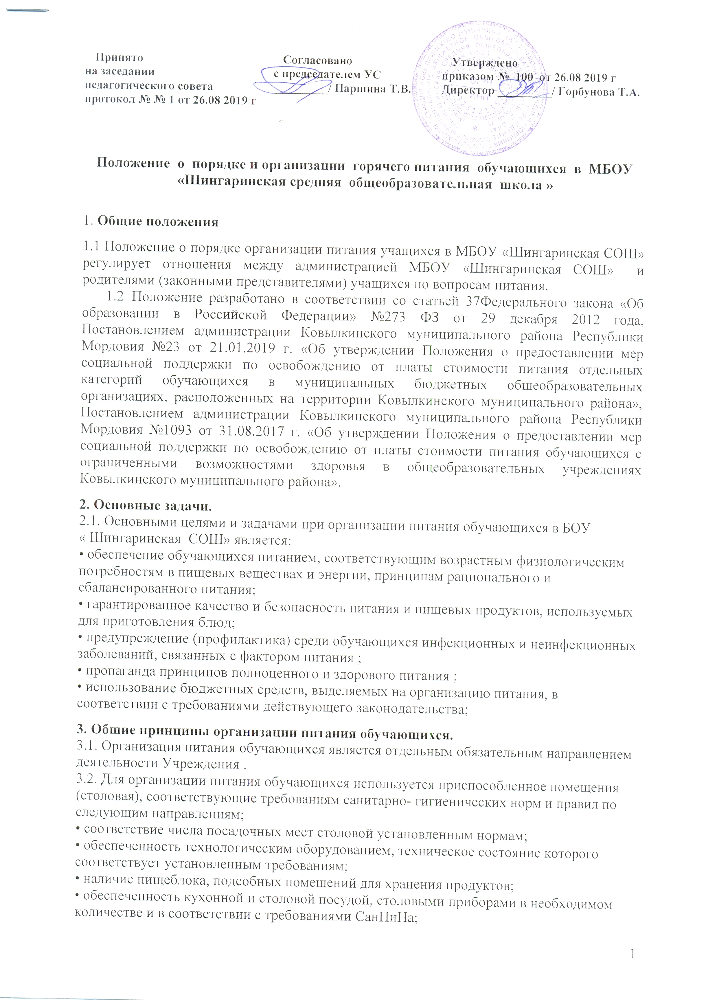 Принято
на заседании
педагогического совета
протокол № № 1 от 26.08 2019 г
Согласовано
с председателем УС
_________/ Паршина Т.В.
Утверждено
приказом № 100 от 26.08 2019 г
Директор _________/ Горбунова Т.А.
Положение о порядке и организации горячего питания обучающихся в МБОУ
«Шингаринская средняя общеобразовательная школа »
1. Общие положения
1.1 Положение о порядке организации питания учащихся в МБОУ «Шингаринская СОШ»
регулирует отношения между администрацией МБОУ «Шингаринская СОШ» и
родителями (законными представителями) учащихся по вопросам питания.
1.2 Положение разработано в соответствии со статьей 37Федерального закона «Об
образовании в Российской Федерации» №273 ФЗ от 29 декабря 2012 года,
Постановлением администрации Ковылкинского муниципального района Республики
Мордовия №23 от 21.01.2019 г. «Об утверждении Положения о предоставлении мер
социальной поддержки по освобождению от платы стоимости питания отдельных
категорий обучающихся в муниципальных бюджетных общеобразовательных
организациях, расположенных на территории Ковылкинского муниципального района»,
Постановлением администрации Ковылкинского муниципального района Республики
Мордовия №1093 от 31.08.2017 г. «Об утверждении Положения о предоставлении мер
социальной поддержки по освобождению от платы стоимости питания обучающихся с
ограниченными возможностями здоровья в общеобразовательных учреждениях
Ковылкинского муниципального района».
2. Основные задачи.
2.1. Основными целями и задачами при организации питания обучающихся в БОУ
« Шингаринская СОШ» является:
• обеспечение обучающихся питанием, соответствующим возрастным физиологическим
потребностям в пищевых веществах и энергии, принципам рационального и
сбалансированного питания;
• гарантированное качество и безопасность питания и пищевых продуктов, используемых
для приготовления блюд;
• предупреждение (профилактика) среди обучающихся инфекционных и неинфекционных
заболеваний, связанных с фактором питания ;
• пропаганда принципов полноценного и здорового питания ;
• использование бюджетных средств, выделяемых на организацию питания, в
соответствии с требованиями действующего законодательства;
3. Общие принципы организации питания обучающихся.
3.1. Организация питания обучающихся является отдельным обязательным направлением
деятельности Учреждения .
3.2. Для организации питания обучающихся используется приспособленное помещения
(столовая), соответствующие требованиям санитарно- гигиенических норм и правил по
следующим направлениям;
• соответствие числа посадочных мест столовой установленным нормам;
• обеспеченность технологическим оборудованием, техническое состояние которого
соответствует установленным требованиям;
• наличие пищеблока, подсобных помещений для хранения продуктов;
• обеспеченность кухонной и столовой посудой, столовыми приборами в необходимом
количестве и в соответствии с требованиями СанПиНа;
1